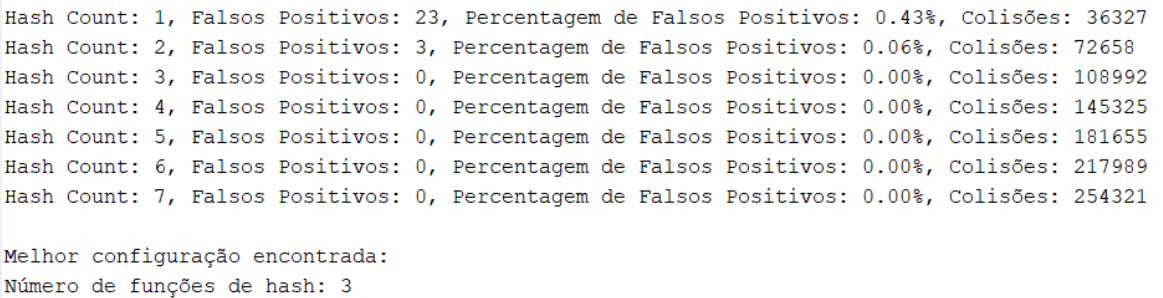 Hash Count: 1, Falsos Positivos: 23, Percentagem de Falsos Positivos: 0.43%, Colisões: 36327
Hash Count: 2, Falsos Positivos: 3, Percentagem de Falsos Positivos: 0.06%, Colisões: 72658
Hash Count: 3, Falsos Positivos: 0, Percentagem de Falsos Positivos: 0.00%, Colisões: 108992
Hash Count: 4, Falsos Positivos: 0, Percentagem de Falsos Positivos: 0.00%, Colisões: 145325
Hash Count: 5, Falsos Positivos: 0, Percentagem de Falsos Positivos: 0.00%, Colisões: 181655
Hash Count: 6, Falsos Positivos: 0, Percentagem de Falsos Positivos: 0.00%, Colisões: 217989
Hash Count: 7, Falsos Positivos: 0, Percentagem de Falsos Positivos: 0.00%, Colisões: 254321
Melhor configuração encontrada:
Número de funções de hash: 3